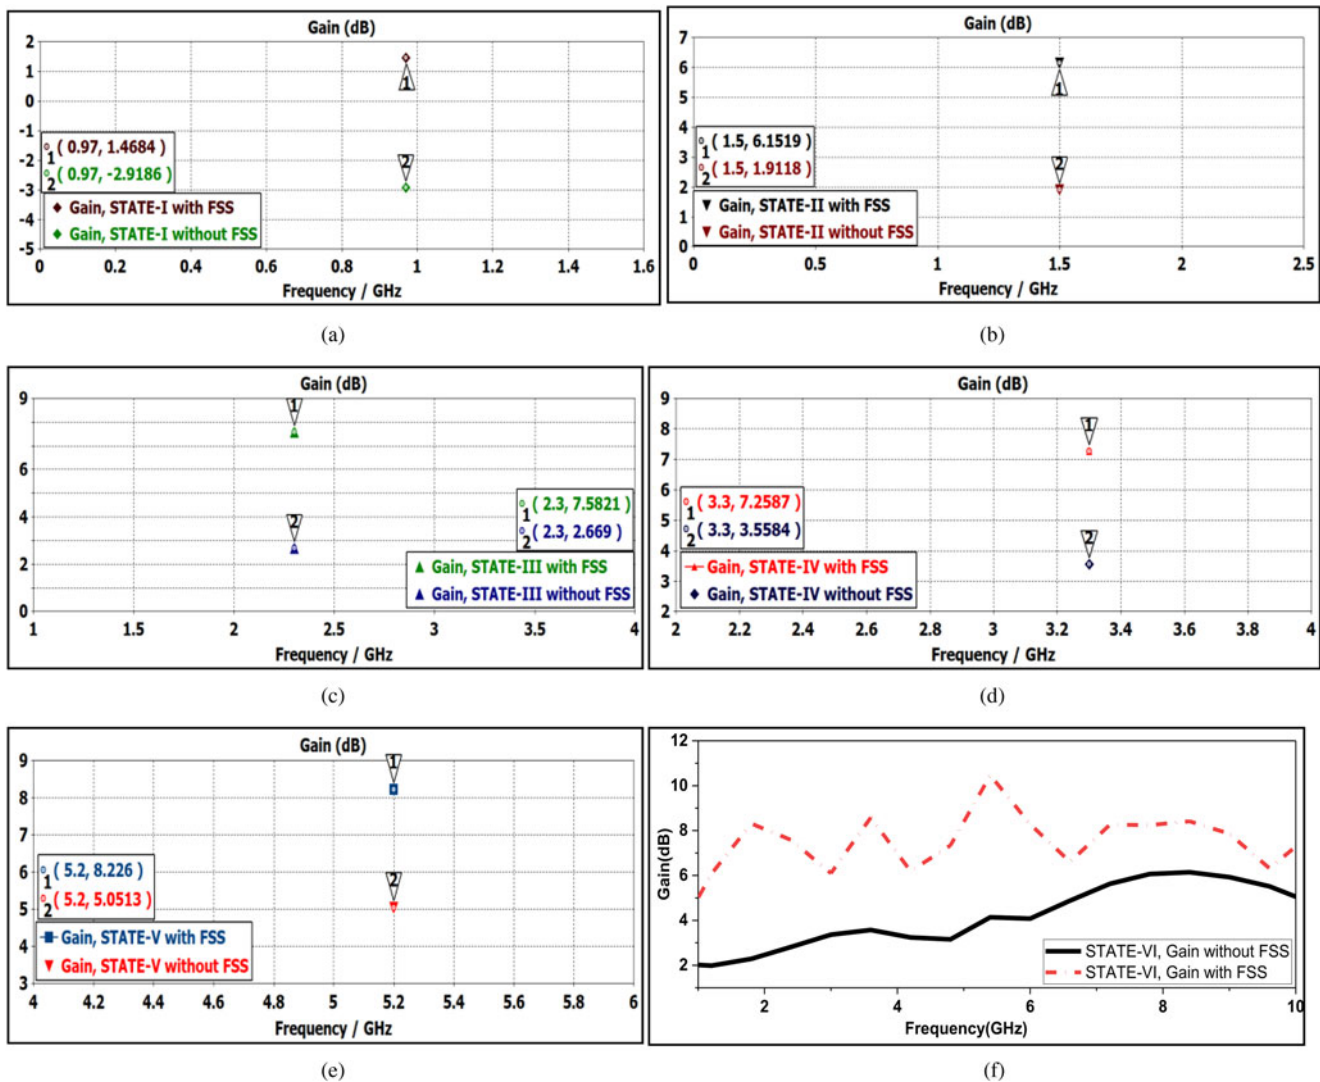 Gain (dB)
2
1
0
-1
-2
-3
-4
-5
1
2
1 ( 0.97, 1.4684 )
2 ( 0.97, -2.9186 )
Gain, STATE-I with FSS
Gain, STATE-I without FSS
0 0.2 0.4 0.6 0.8 1 1.2 1.4 1.6
Frequency / GHz
(a)
Gain (dB)
7
6
5
4
3
2
1
0
1
2
1 ( 1.5, 6.1519 )
2 ( 1.5, 1.9118 )
Gain, STATE-II with FSS
Gain, STATE-II without FSS
0 0.5 1 1.5 2 2.5
Frequency / GHz
(b)
Gain (dB)
9
6
4
2
0
1
2
1 ( 2.3, 7.5821 )
2 ( 2.3, 2.669 )
Gain, STATE-III with FSS
Gain, STATE-III without FSS
1 1.5 2 2.5 3 3.5 4
Frequency / GHz
(c)
Gain (dB)
9
8
7
6
5
4
3
2
1
2
1 ( 3.3, 7.2587 )
2 ( 3.3, 3.5584 )
Gain, STATE-IV with FSS
Gain, STATE-IV without FSS
2 2.2 2.4 2.6 2.8 3 3.2 3.4 3.6 3.8 4
Frequency / GHz
(d)
Gain (dB)
9
8
7
6
5
4
3
1
2
1 ( 5.2, 8.226 )
2 ( 5.2, 5.0513 )
Gain, STATE-V with FSS
Gain, STATE-V without FSS
4 4.2 4.4 4.6 4.8 5 5.2 5.4 5.6 5.8 6
Frequency / GHz
(e)
12
10
8
6
4
2
Gain(dB)
STATE-VI, Gain without FSS
STATE-VI, Gain with FSS
2 4 6 8 10
Frequency(GHz)
(f)